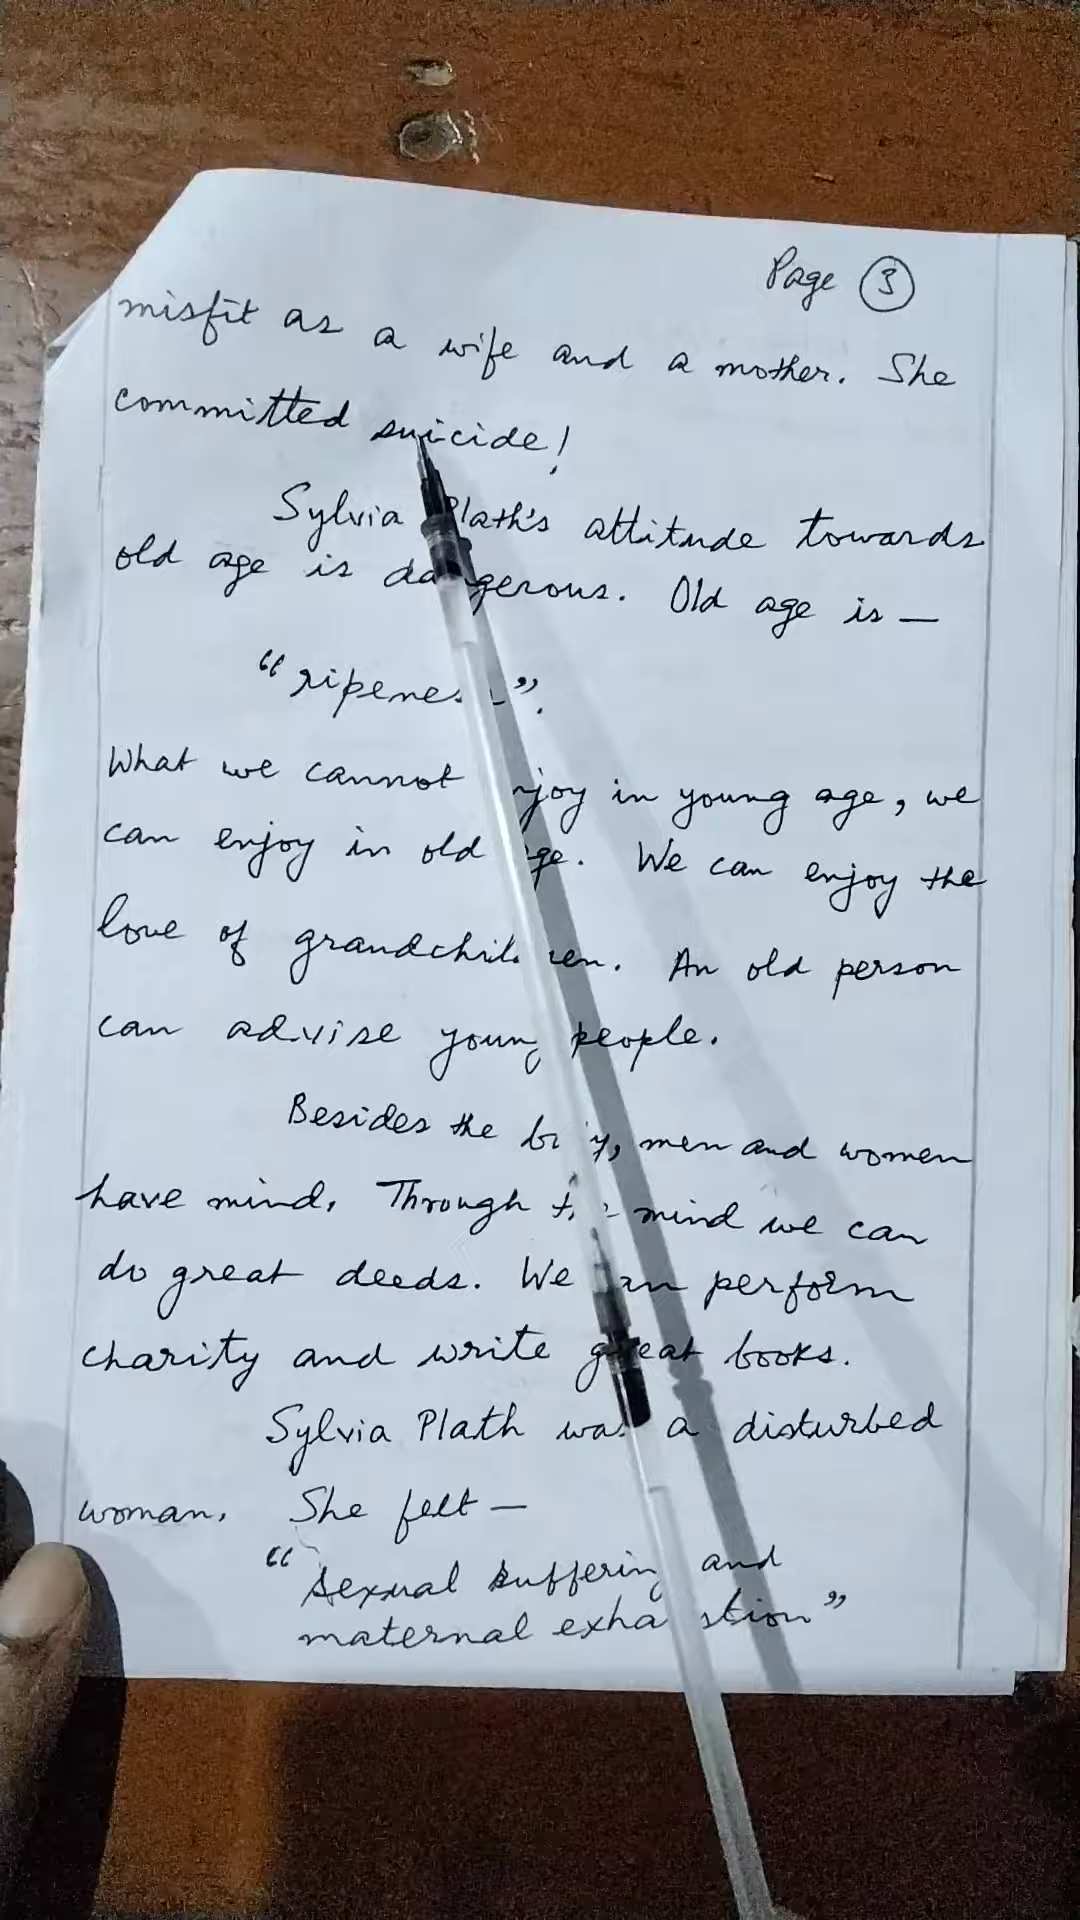 Page 3
misfit as a wife and a mother. She
committed suicide!
Sylvia Plath's attitude towards
old age is dangerous. Old age is —
"ripeness".
What we cannot enjoy in young age, we
can enjoy in old age. We can enjoy the
love of grandchildren. An old person
can advise young people.
Besides the body, men and women
have mind. Through the mind we can
do great deeds. We can perform
charity and write great books.
Sylvia Plath was a disturbed
woman. She felt —
"sexual suffering and
maternal exhaustion"